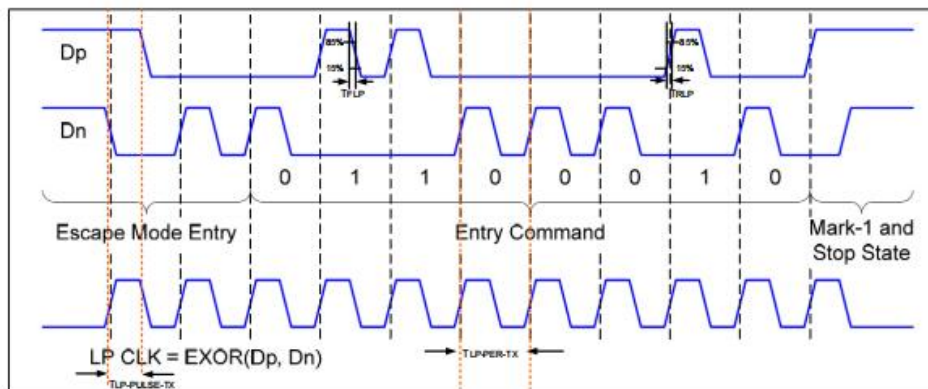 Dp
85%
15%
TFLP
85%
15%
TRLP
Dn
0 1 1 0 0 0 1 0
Escape Mode Entry
Entry Command
Mark-1 and
Stop State
LP CLK = EXOR(Dp, Dn)
TLP-PER-TX
TLP-PULSE-TX